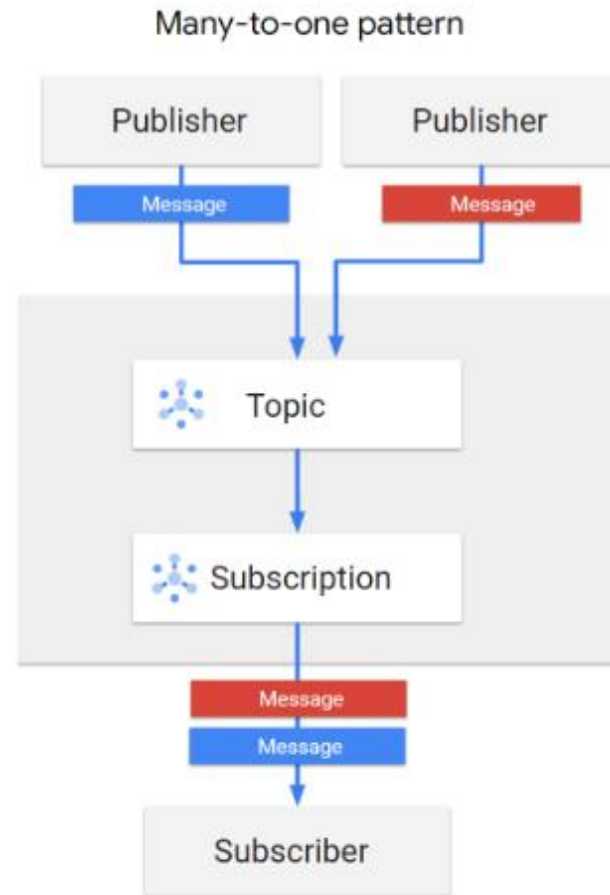 Many-to-one pattern
Publisher
Publisher
Message
Message
Topic
Subscription
Message
Message
Subscriber